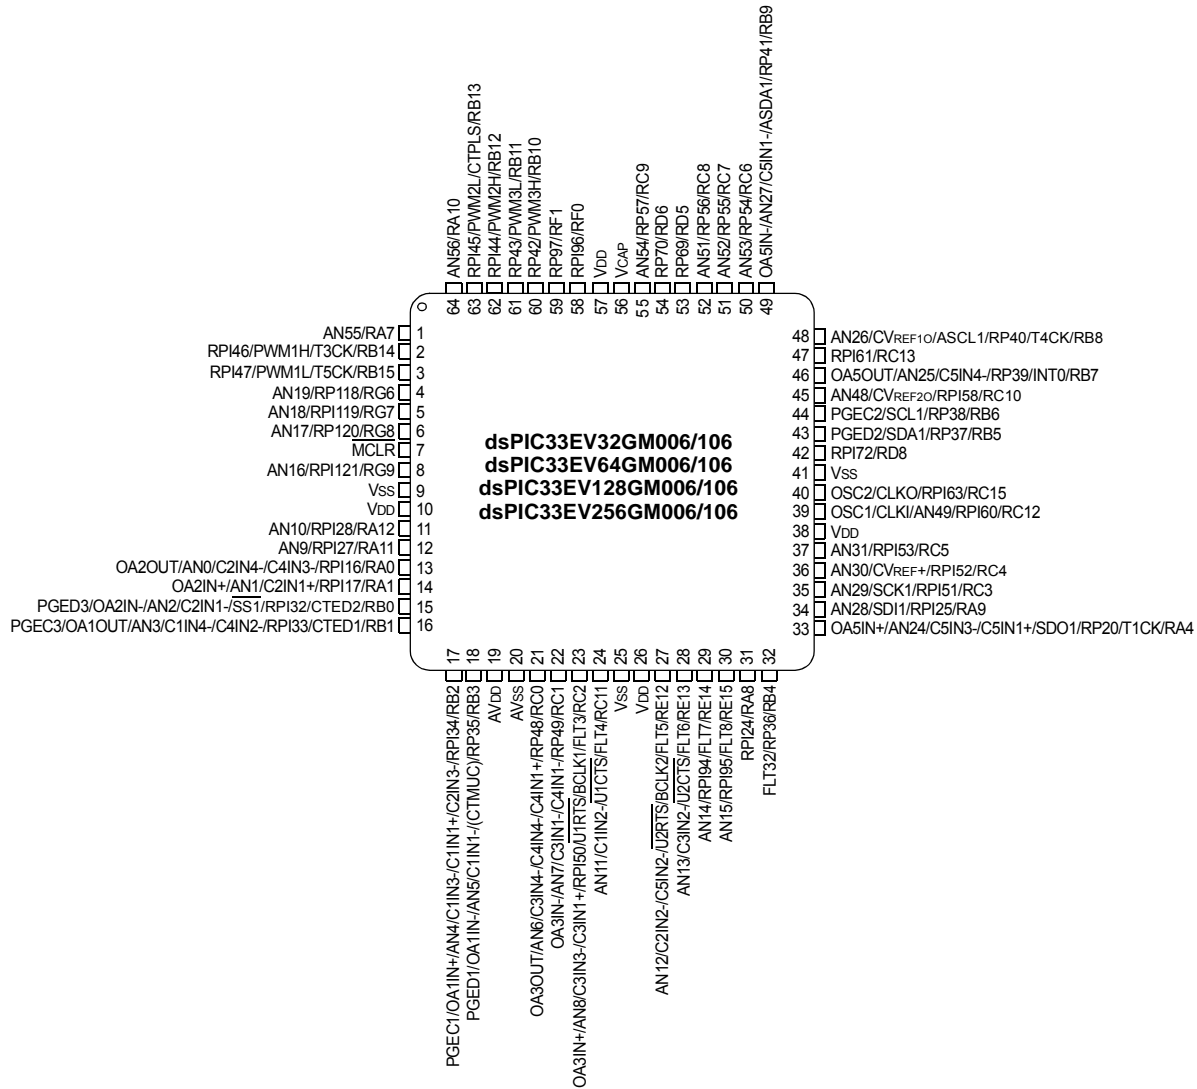 AN56/RA10
RPI45/PWM2L/CTPLS/RB13
RPI44/PWM2H/RB12
RP43/PWM3L/RB11
RP42/PWM3H/RB10
RP97/RF1
RPI96/RF0
VDD
VCAP
AN54/RP57/RC9
RP70/RD6
RP69/RD5
AN51/RP56/RC8
AN52/RP55/RC7
AN53/RP54/RC6
OA5IN-/AN27/C5IN1-/ASDA1/RP41/RB9
64 63 62 61 60 59 58 57 56 55 54 53 52 51 50 49
AN55/RA7 1
RPI46/PWM1H/T3CK/RB14 2
RPI47/PWM1L/T5CK/RB15 3
AN19/RP118/RG6 4
AN18/RPI119/RG7 5
AN17/RP120/RG8 6
MCLR 7
AN16/RPI121/RG9 8
VSS 9
VDD 10
AN10/RPI28/RA12 11
AN9/RPI27/RA11 12
OA2OUT/AN0/C2IN4-/C4IN3-/RPI16/RA0 13
OA2IN+/AN1/C2IN1+/RPI17/RA1 14
PGED3/OA2IN-/AN2/C2IN1-/SS1/RPI32/CTED2/RB0 15
PGEC3/OA1OUT/AN3/C1IN4-/C4IN2-/RPI33/CTED1/RB1 16
dsPIC33EV32GM006/106
dsPIC33EV64GM006/106
dsPIC33EV128GM006/106
dsPIC33EV256GM006/106
48 AN26/CVREF1O/ASCL1/RP40/T4CK/RB8
47 RPI61/RC13
46 OA5OUT/AN25/C5IN4-/RP39/INT0/RB7
45 AN48/CVREF2O/RPI58/RC10
44 PGEC2/SCL1/RP38/RB6
43 PGED2/SDA1/RP37/RB5
42 RPI72/RD8
41 VSS
40 OSC2/CLKO/RPI63/RC15
39 OSC1/CLKI/AN49/RPI60/RC12
38 VDD
37 AN31/RPI53/RC5
36 AN30/CVREF+/RPI52/RC4
35 AN29/SCK1/RPI51/RC3
34 AN28/SDI1/RPI25/RA9
33 OA5IN+/AN24/C5IN3-/C5IN1+/SDO1/RP20/T1CK/RA4
17 18 19 20 21 22 23 24 25 26 27 28 29 30 31 32
PGEC1/OA1IN+/AN4/C1IN3-/C1IN1+/C2IN3-/RPI34/RB2
PGED1/OA1IN-/AN5/C1IN1-/(CTMUC)/RP35/RB3
AVDD
AVSS
OA3OUT/AN6/C3IN4-/C4IN4-/C4IN1+/RP48/RC0
OA3IN-/AN7/C3IN1-/C4IN1-/RP49/RC1
OA3IN+/AN8/C3IN3-/C3IN1+/RPI50/U1RTS/BCLK1/FLT3/RC2
AN11/C1IN2-/U1CTS/FLT4/RC11
VSS
VDD
AN12/C2IN2-/C5IN2-/U2RTS/BCLK2/FLT5/RE12
AN13/C3IN2-/U2CTS/FLT6/RE13
AN14/RPI94/FLT7/RE14
AN15/RPI95/FLT8/RE15
RPI24/RA8
FLT32/RP36/RB4